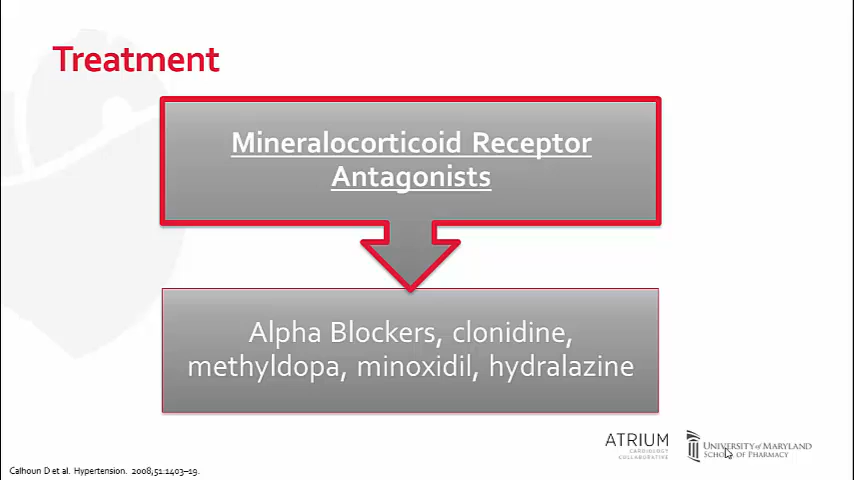 Treatment
Mineralocorticoid Receptor
Antagonists
Alpha Blockers, clonidine,
methyldopa, minoxidil, hydralazine
ATRIUM
CARDIOLOGY
COLLABORATIVE
UNIVERSITY of MARYLAND
SCHOOL OF PHARMACY
Calhoun D et al. Hypertension. 2008;51:1403–19.